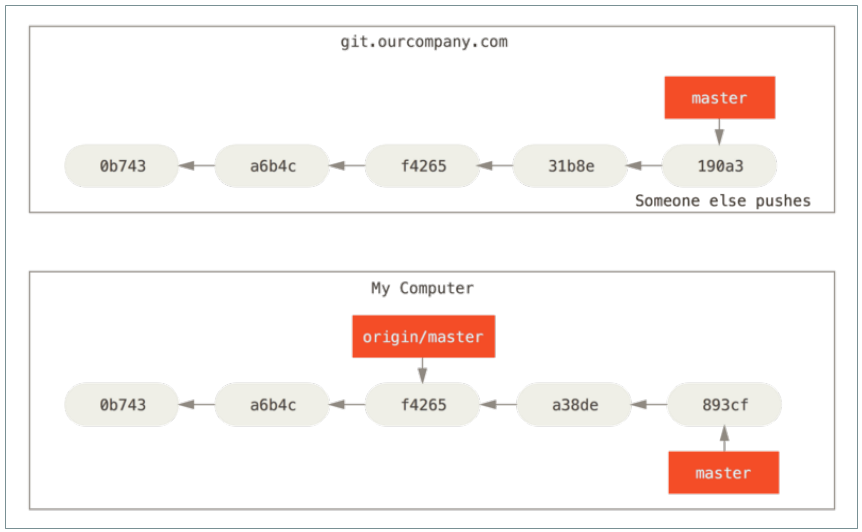 git.ourcompany.com
master
0b743
a6b4c
f4265
31b8e
190a3
Someone else pushes
My Computer
origin/master
0b743
a6b4c
f4265
a38de
893cf
master